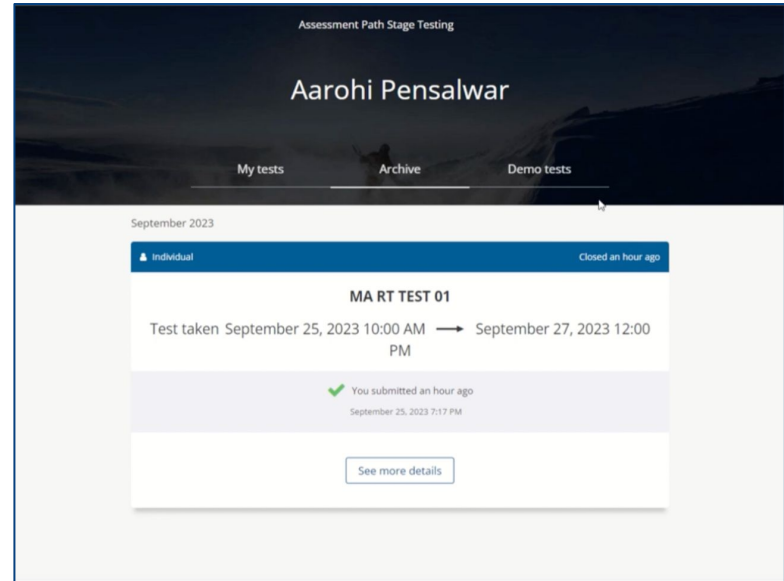 Assessment Path Stage Testing
Aarohi Pensalwar
My tests
Archive
Demo tests
September 2023
Individual
Closed an hour ago
MA RT TEST 01
Test taken September 25, 2023 10:00 AM ⟶ September 27, 2023 12:00
PM
You submitted an hour ago
September 25, 2023 7:17 PM
See more details